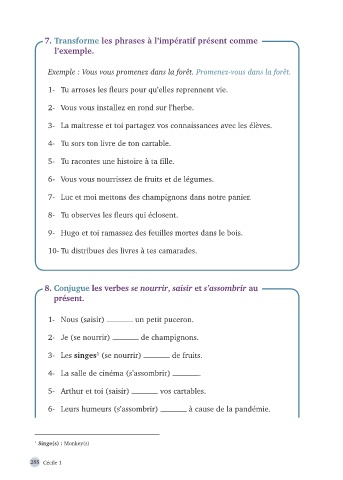 7. Transforme les phrases à l'impératif présent comme
l'exemple.
Exemple : Vous vous promenez dans la forêt. Promenez-vous dans la forêt.
1- Tu arroses les fleurs pour qu'elles reprennent vie.
2- Vous vous installez en rond sur l'herbe.
3- La maîtresse et toi partagez vos connaissances avec les élèves.
4- Tu sors ton livre de ton cartable.
5- Tu racontes une histoire à ta fille.
6- Vous vous nourrissez de fruits et de légumes.
7- Luc et moi mettons des champignons dans notre panier.
8- Tu observes les fleurs qui éclosent.
9- Hugo et toi ramassez des feuilles mortes dans le bois.
10- Tu distribues des livres à tes camarades.
8. Conjugue les verbes se nourrir, saisir et s'assombrir au
présent.
1- Nous (saisir) ______ un petit puceron.
2- Je (se nourrir) ______ de champignons.
3- Les singes¹ (se nourrir) ______ de fruits.
4- La salle de cinéma (s'assombrir) ______.
5- Arthur et toi (saisir) ______ vos cartables.
6- Leurs humeurs (s'assombrir) ______ à cause de la pandémie.
¹ Singe(s) : Monkey(s)
288 Cécile 1